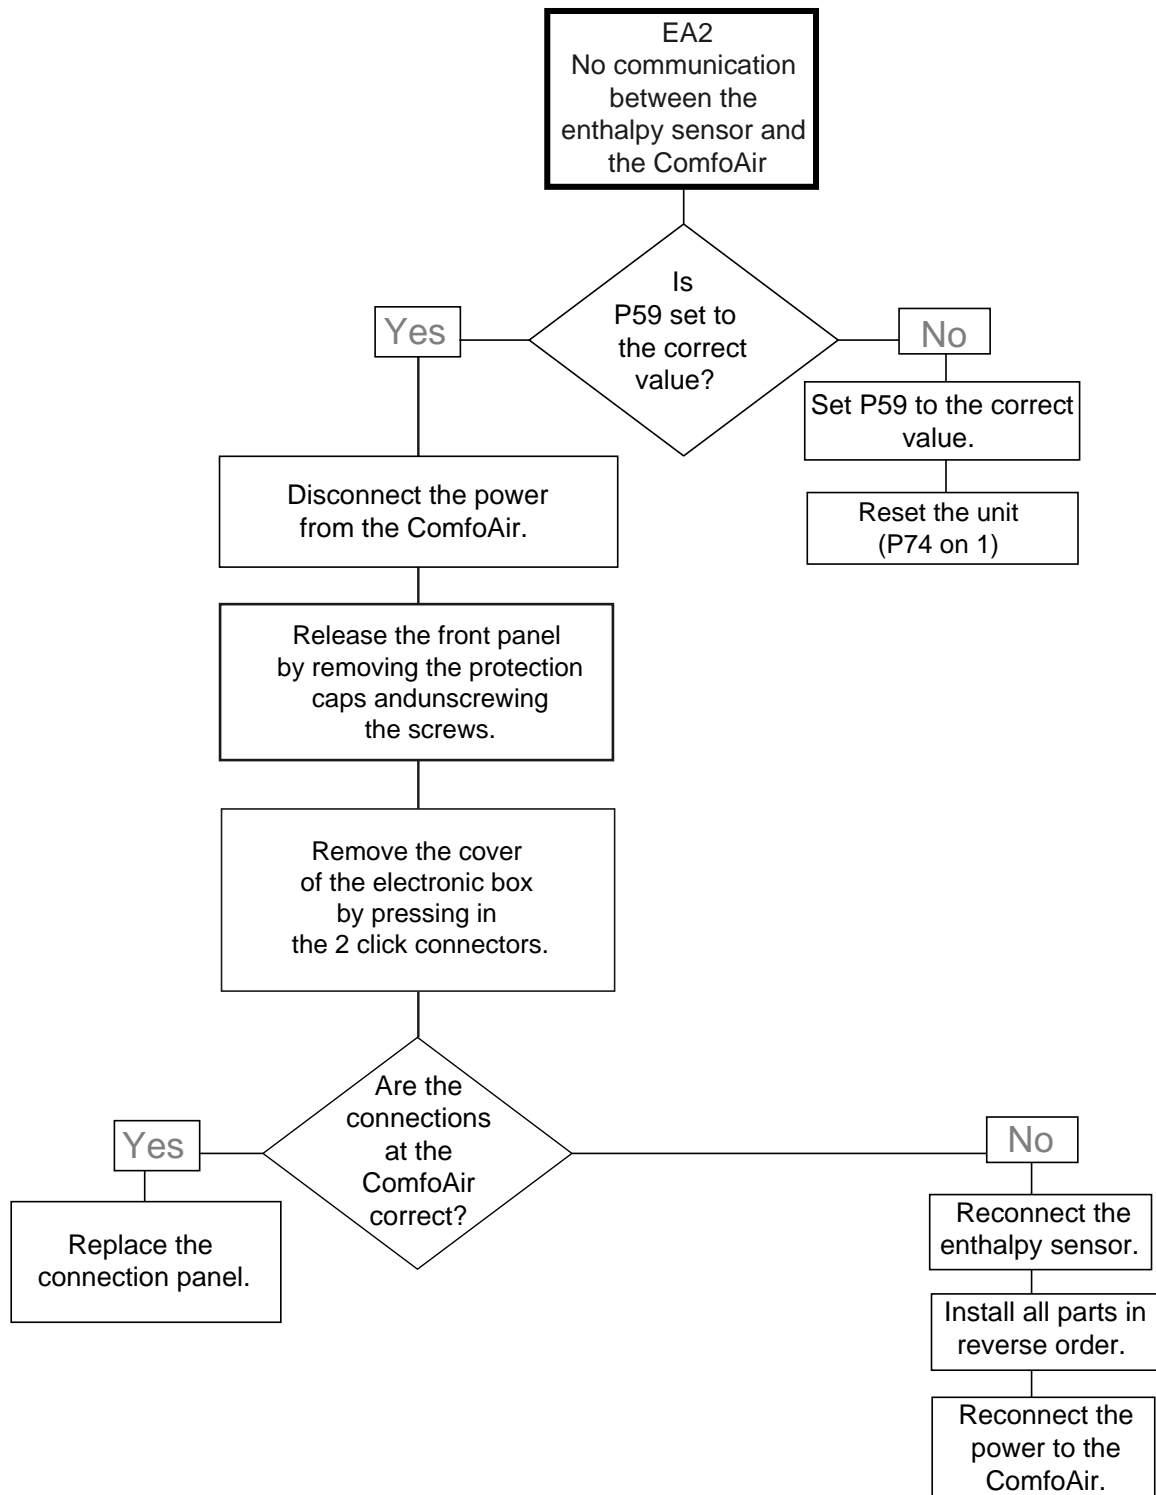 EA2
No communication
between the
enthalpy sensor and
the ComfoAir
Is
P59 set to
the correct
value?
Yes
No
Set P59 to the correct
value.
Reset the unit
(P74 on 1)
Disconnect the power
from the ComfoAir.
Release the front panel
by removing the protection
caps andunscrewing
the screws.
Remove the cover
of the electronic box
by pressing in
the 2 click connectors.
Are the
connections
at the
ComfoAir
correct?
Yes
No
Replace the
connection panel.
Reconnect the
enthalpy sensor.
Install all parts in
reverse order.
Reconnect the
power to the
ComfoAir.